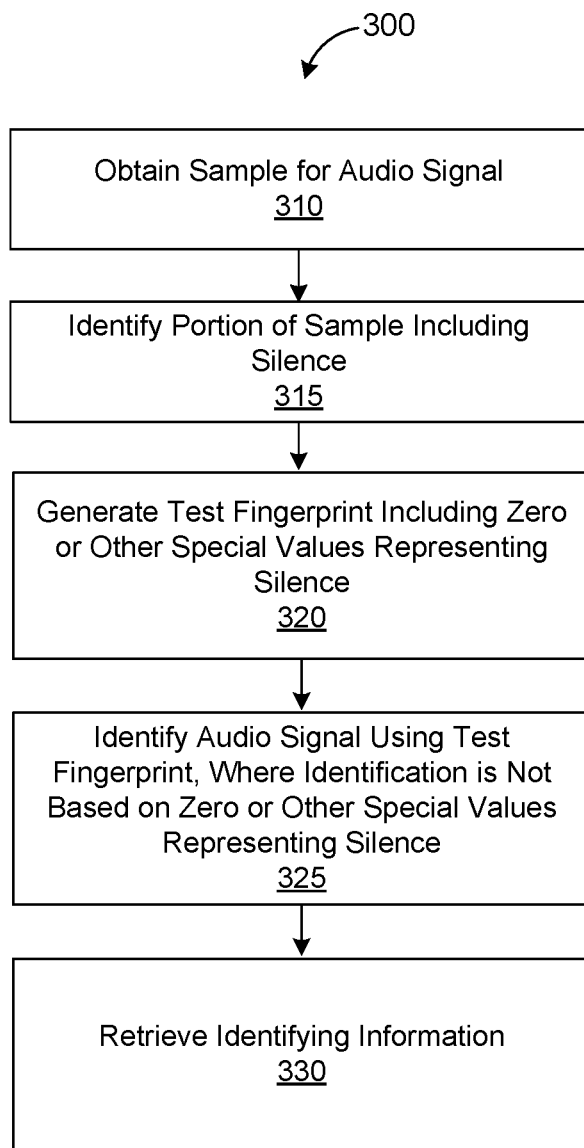 300
Obtain Sample for Audio Signal
310
Identify Portion of Sample Including
Silence
315
Generate Test Fingerprint Including Zero
or Other Special Values Representing
Silence
320
Identify Audio Signal Using Test
Fingerprint, Where Identification is Not
Based on Zero or Other Special Values
Representing Silence
325
Retrieve Identifying Information
330